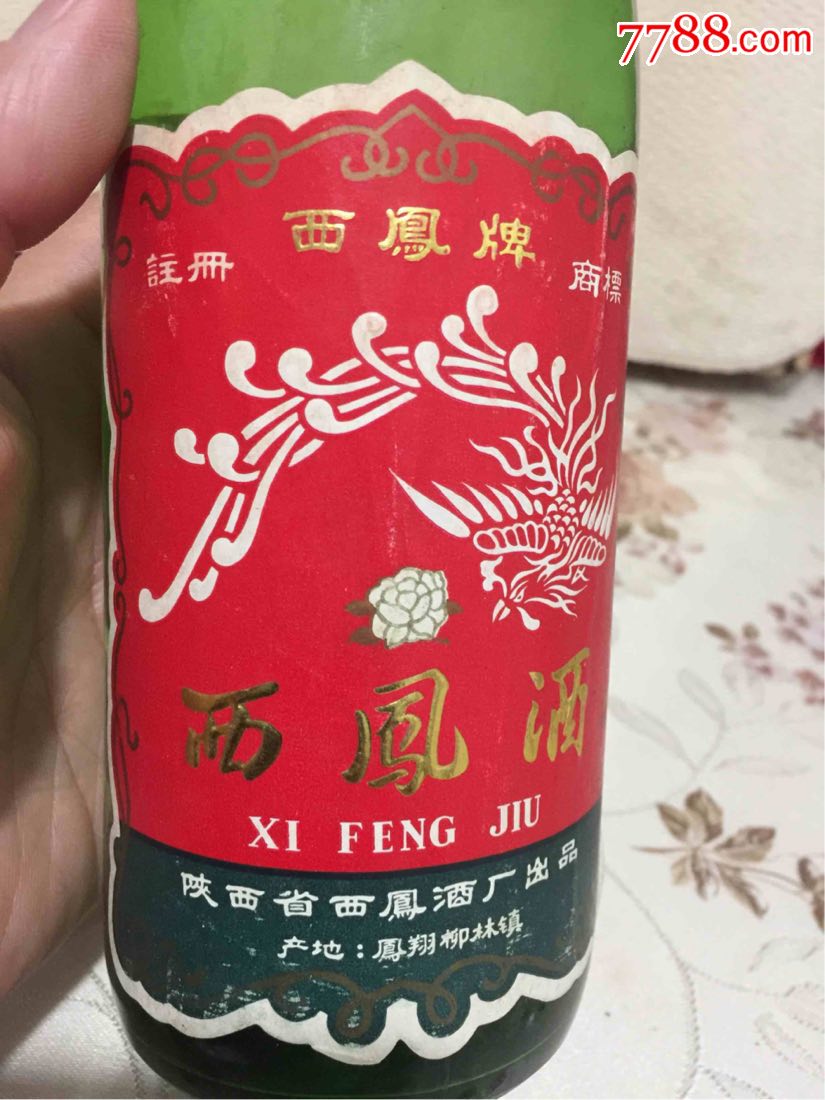 7788.com
西鳳牌
註冊 商標
西鳳酒
XI FENG JIU
陕西省西鳳酒厂出品
产地：鳳翔柳林镇